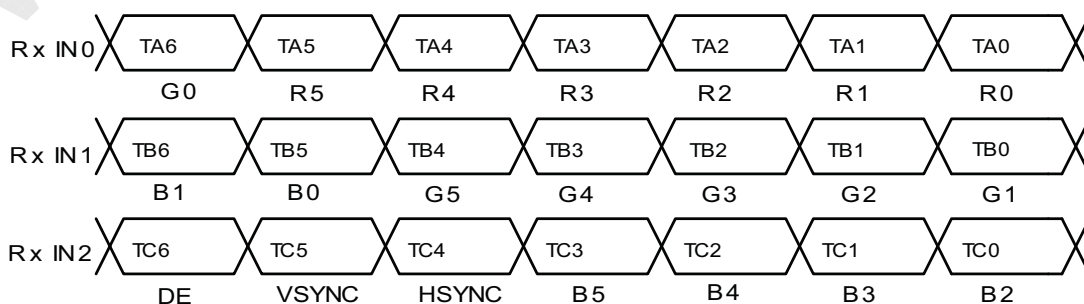 Rx IN0 TA6 TA5 TA4 TA3 TA2 TA1 TA0
G0 R5 R4 R3 R2 R1 R0
Rx IN1 TB6 TB5 TB4 TB3 TB2 TB1 TB0
B1 B0 G5 G4 G3 G2 G1
Rx IN2 TC6 TC5 TC4 TC3 TC2 TC1 TC0
DE VSYNC HSYNC B5 B4 B3 B2